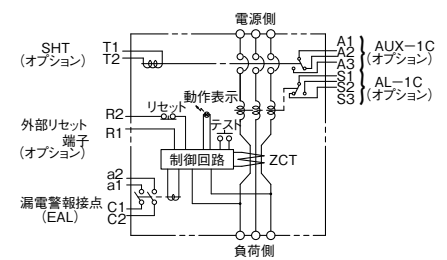 電源側
SHT
(オプション)
T1
T2
A1
A2
A3
AUX-1C
(オプション)
S1
S2
S3
AL-1C
(オプション)
リセット
動作表示
R2
R1
テスト
外部リセット
端子
(オプション)
制御回路
ZCT
a2
a1
漏電警報接点
(EAL)
C1
C2
負荷側